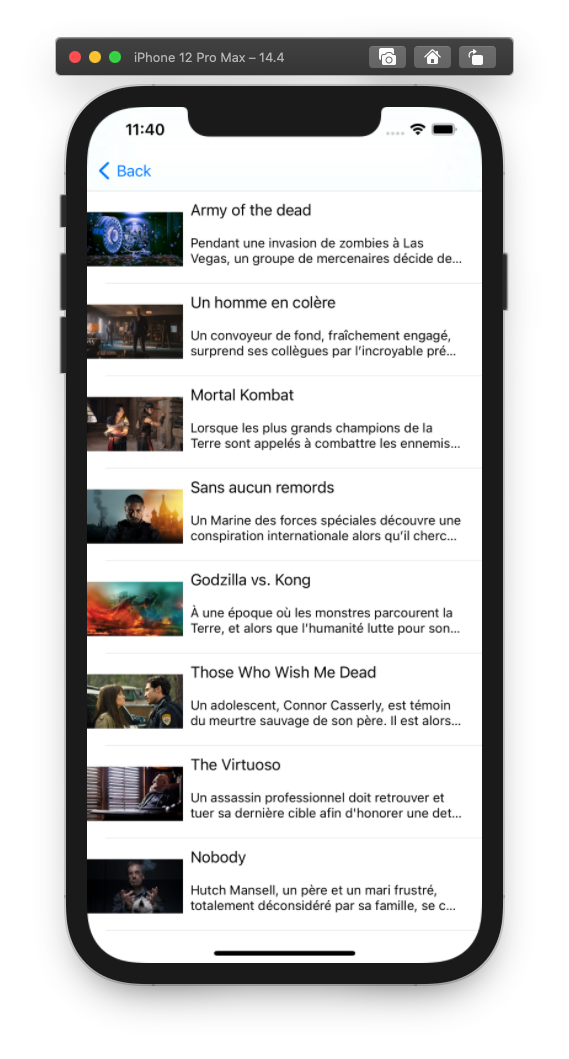 iPhone 12 Pro Max – 14.4
11:40
Back
Army of the dead
Pendant une invasion de zombies à Las
Vegas, un groupe de mercenaires décide de...
Un homme en colère
Un convoyeur de fond, fraîchement engagé,
surprend ses collègues par l’incroyable pré...
Mortal Kombat
Lorsque les plus grands champions de la
Terre sont appelés à combattre les ennemis...
Sans aucun remords
Un Marine des forces spéciales découvre une
conspiration internationale alors qu’il cherc...
Godzilla vs. Kong
À une époque où les monstres parcourent la
Terre, et alors que l’humanité lutte pour son...
Those Who Wish Me Dead
Un adolescent, Connor Casserly, est témoin
du meurtre sauvage de son père. Il est alors...
The Virtuoso
Un assassin professionnel doit retrouver et
tuer sa dernière cible afin d'honorer une det...
Nobody
Hutch Mansell, un père et un mari frustré,
totalement déconsidéré par sa famille, se c...